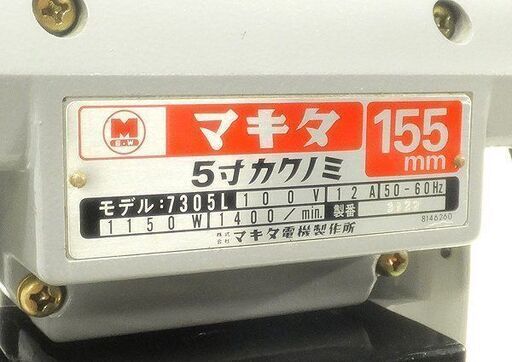 M
B・W
マキタ
155
mm
5寸カクノミ
モデル:7305L 100V 12A 50-60Hz
1150W 1400/min. 製番
8146260
株式会社 マキタ電機製作所